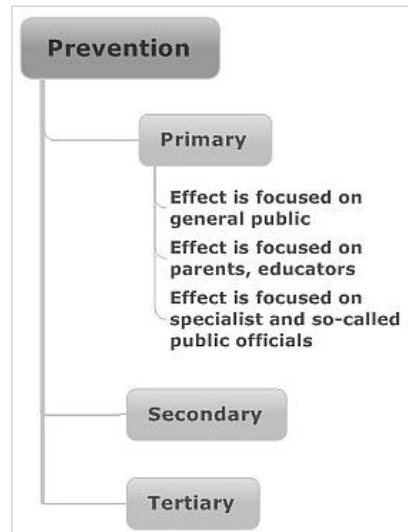 Prevention
Primary
Effect is focused on
general public
Effect is focused on
parents, educators
Effect is focused on
specialist and so-called
public officials
Secondary
Tertiary